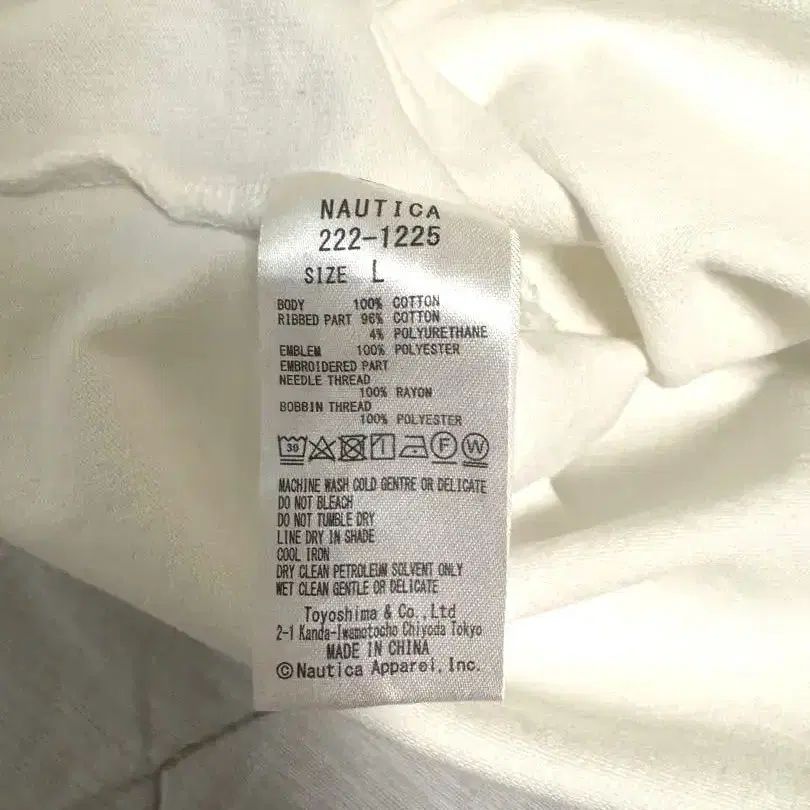 NAUTICA
222-1225
SIZE L
BODY 100% COTTON
RIBBED PART 96% COTTON
4% POLYURETHANE
EMBLEM 100% POLYESTER
EMBROIDERED PART
NEEDLE THREAD
100% RAYON
BOBBIN THREAD
100% POLYESTER
30 F W
MACHINE WASH COLD GENTRE OR DELICATE
DO NOT BLEACH
DO NOT TUMBLE DRY
LINE DRY IN SHADE
COOL IRON
DRY CLEAN PETROLEUM SOLVENT ONLY
WET CLEAN GENTLE OR DELICATE
Toyoshima & Co.,Ltd
2-1 Kanda-Iwamotocho Chiyoda Tokyo
MADE IN CHINA
©Nautica Apparel, Inc.